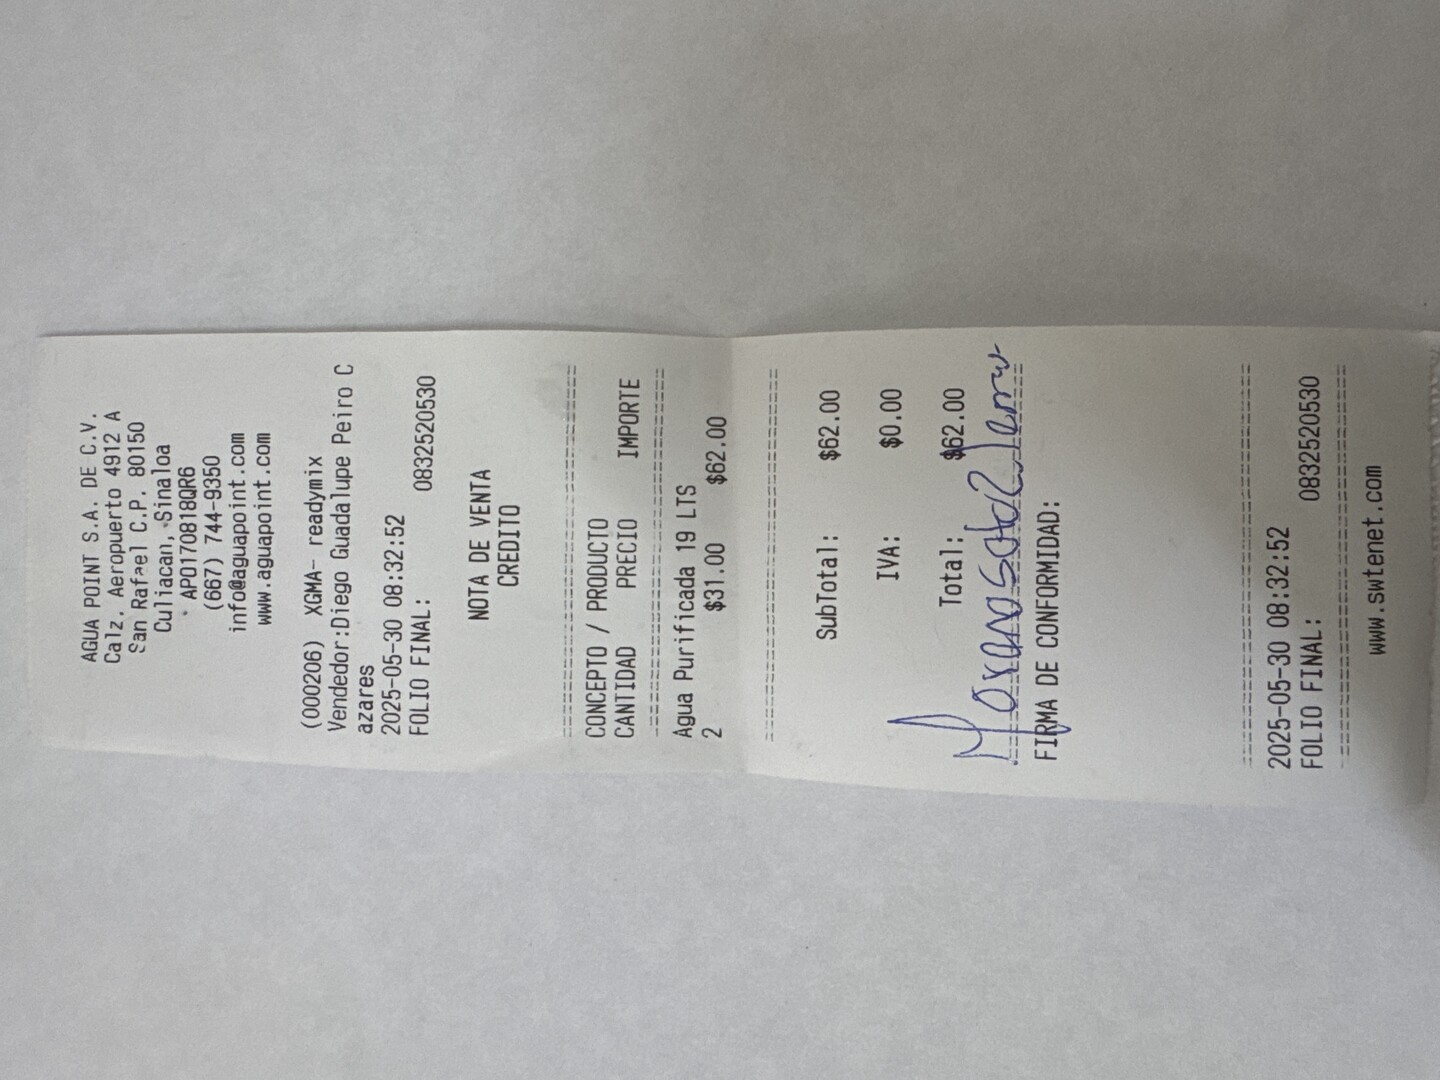 AGUA POINT S.A. DE C.V.
Calz. Aeropuerto 4912 A
San Rafael C.P. 80150
Culiacan, Sinaloa
APO170818QR6
(667) 744-9350
info@aguapoint.com
www.aguapoint.com
(000206) XGMA- readymix
Vendedor:Diego Guadalupe Peiro C
azares
2025-05-30 08:32:52
FOLIO FINAL: 0832520530
NOTA DE VENTA
CREDITO
================================
CONCEPTO / PRODUCTO
CANTIDAD PRECIO IMPORTE
================================
Agua Purificada 19 LTS
2 $31.00 $62.00
================================
SubTotal: $62.00
IVA: $0.00
Total: $62.00
================================
FIRMA DE CONFORMIDAD:
================================
2025-05-30 08:32:52
FOLIO FINAL: 0832520530
================================
www.swtenet.com